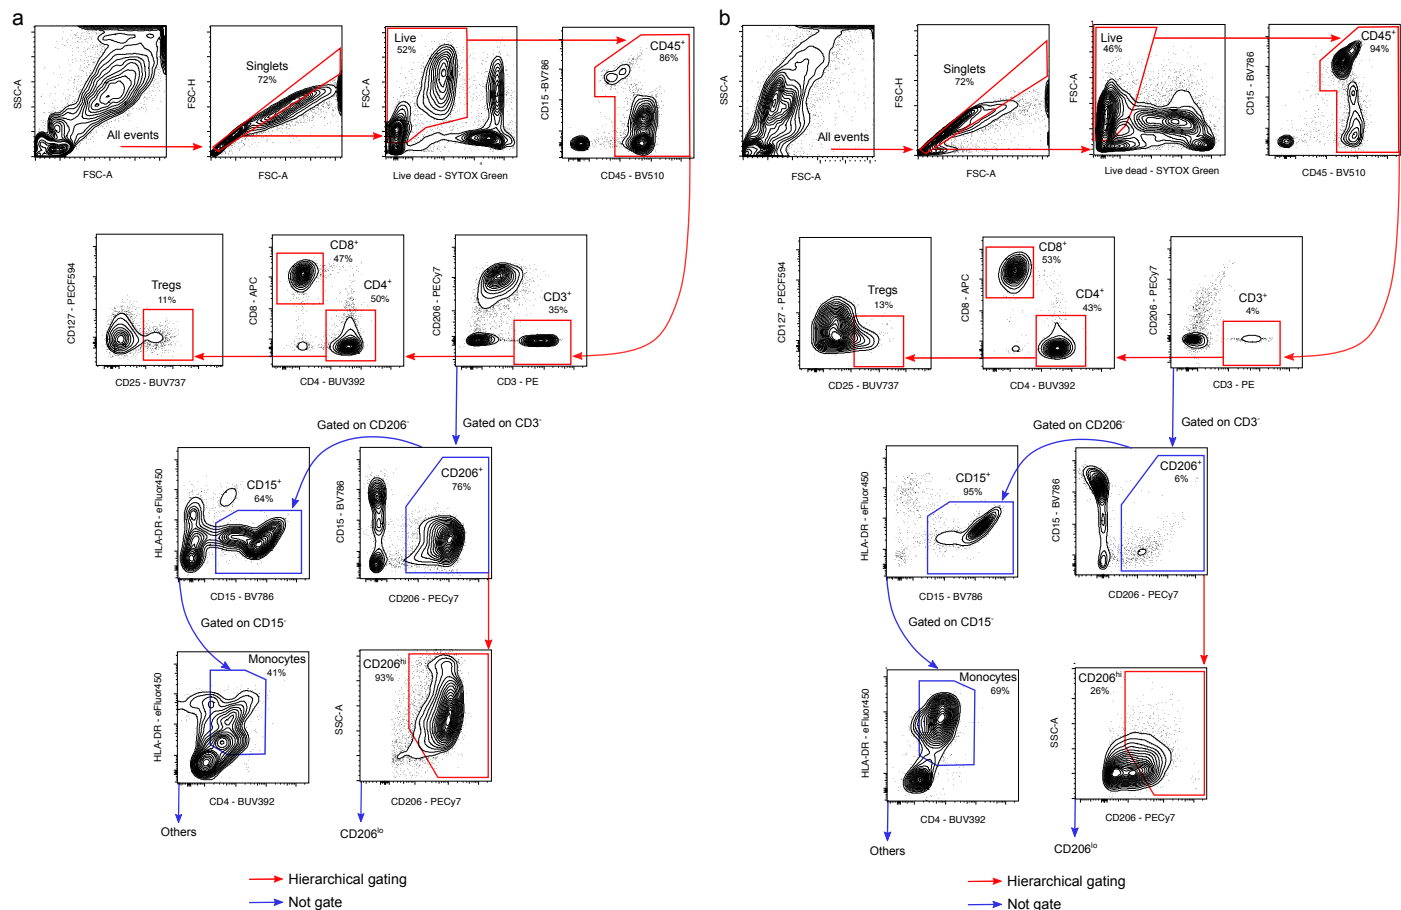 a
SSC-A
All events
FSC-A
FSC-H
Singlets
72%
FSC-A
FSC-A
Live
52%
Live dead - SYTOX Green
CD15 -BV786
CD45⁺
86%
CD45 - BV510
CD127 - PECF594
Tregs
11%
CD25 - BUV737
CD8 - APC
CD8⁺
47%
CD4⁺
50%
CD4 - BUV392
CD206 - PECy7
CD3⁺
35%
CD3 - PE
Gated on CD206⁻
Gated on CD3⁻
HLA-DR - eFluor450
CD15⁺
64%
CD15 - BV786
CD15 - BV786
CD206⁺
76%
CD206 - PECy7
Gated on CD15⁻
HLA-DR - eFluor450
Monocytes
41%
CD4 - BUV392
SSC-A
CD206ʰⁱ
93%
CD206 - PECy7
Others
CD206ˡᵒ
Hierarchical gating
Not gate
b
SSC-A
All events
FSC-A
FSC-H
Singlets
72%
FSC-A
FSC-A
Live
46%
Live dead - SYTOX Green
CD15 - BV786
CD45⁺
94%
CD45 - BV510
CD127 - PECF594
Tregs
13%
CD25 - BUV737
CD8 - APC
CD8⁺
53%
CD4⁺
43%
CD4 - BUV392
CD206 - PECy7
CD3⁺
4%
CD3 - PE
Gated on CD206⁻
Gated on CD3⁻
HLA-DR - eFluor450
CD15⁺
95%
CD15 - BV786
CD15 - BV786
CD206⁺
6%
CD206 - PECy7
Gated on CD15⁻
HLA-DR - eFluor450
Monocytes
69%
CD4 - BUV392
SSC-A
CD206ʰⁱ
26%
CD206 - PECy7
Others
CD206ˡᵒ
Hierarchical gating
Not gate